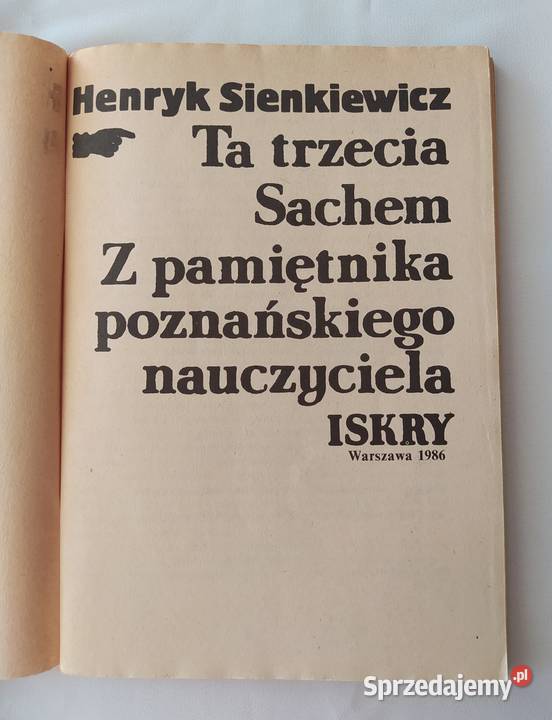 Henryk Sienkiewicz
Ta trzecia
Sachem
Z pamiętnika
poznańskiego
nauczyciela
ISKRY
Warszawa 1986
Sprzedajemy.pl